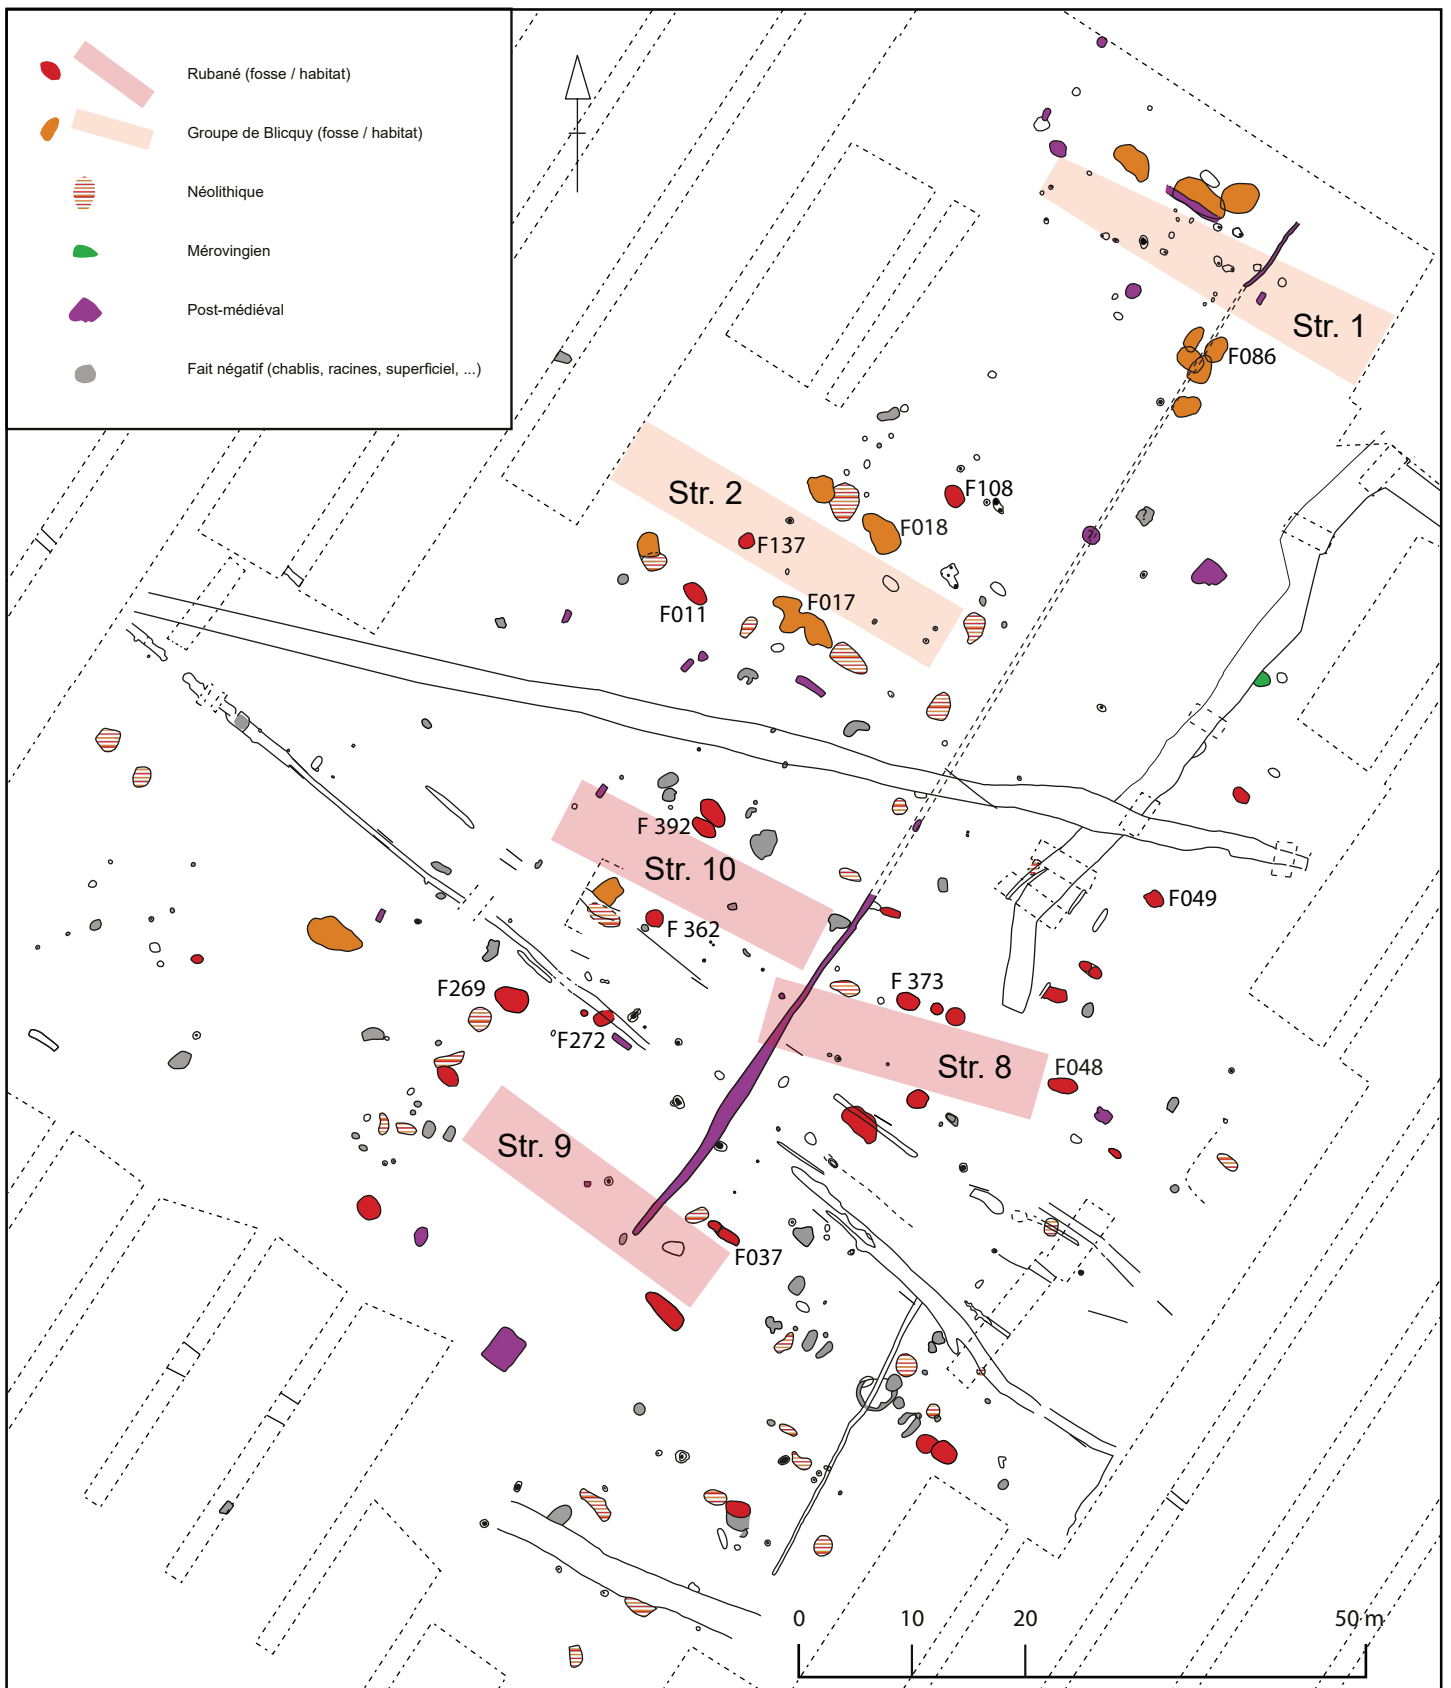 Rubané (fosse / habitat)
Groupe de Blicquy (fosse / habitat)
Néolithique
Mérovingien
Post-médiéval
Fait négatif (chablis, racines, superficiel, ...)
Str. 1
F086
Str. 2
F108
F018
F137
F017
F011
?
?
F 392
Str. 10
F049
F 362
F269
F 373
F272
Str. 8
F048
Str. 9
F037
0
10
20
50 m